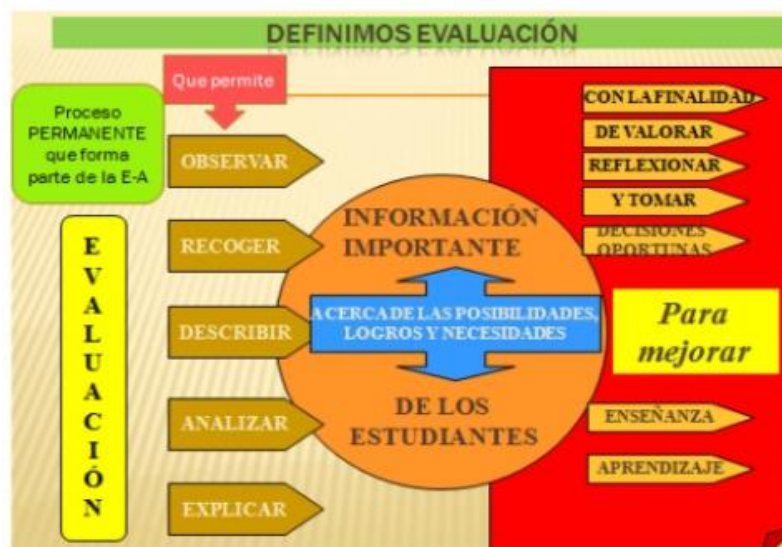 DEFINIMOS EVALUACIÓN
Que permite
Proceso
PERMANENTE
que forma
parte de la E-A
EVALUACIÓN
OBSERVAR
RECOGER
DESCRIBIR
ANALIZAR
EXPLICAR
INFORMACIÓN
IMPORTANTE
ACERCA DE LAS POSIBILIDADES,
LOGROS Y NECESIDADES
DE LOS
ESTUDIANTES
CON LA FINALIDAD
DE VALORAR
REFLEXIONAR
Y TOMAR
DECISIONES
OPORTUNAS
Para
mejorar
ENSEÑANZA
APRENDIZAJE